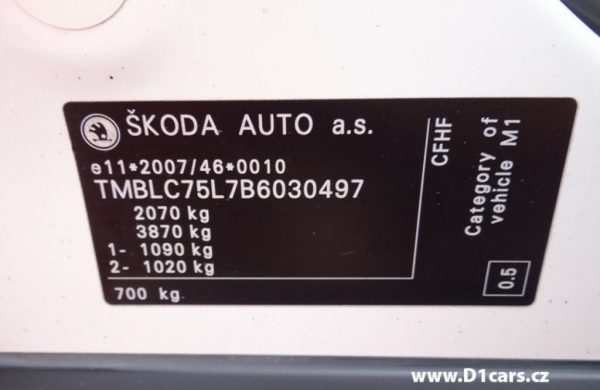 ŠKODA AUTO a.s.
e11*2007/46*0010
TMBLC75L7B6030497
2070 kg
3870 kg
1- 1090 kg
2- 1020 kg
700 kg
CFHF
Category of
vehicle M1
0.5
www.D1cars.cz